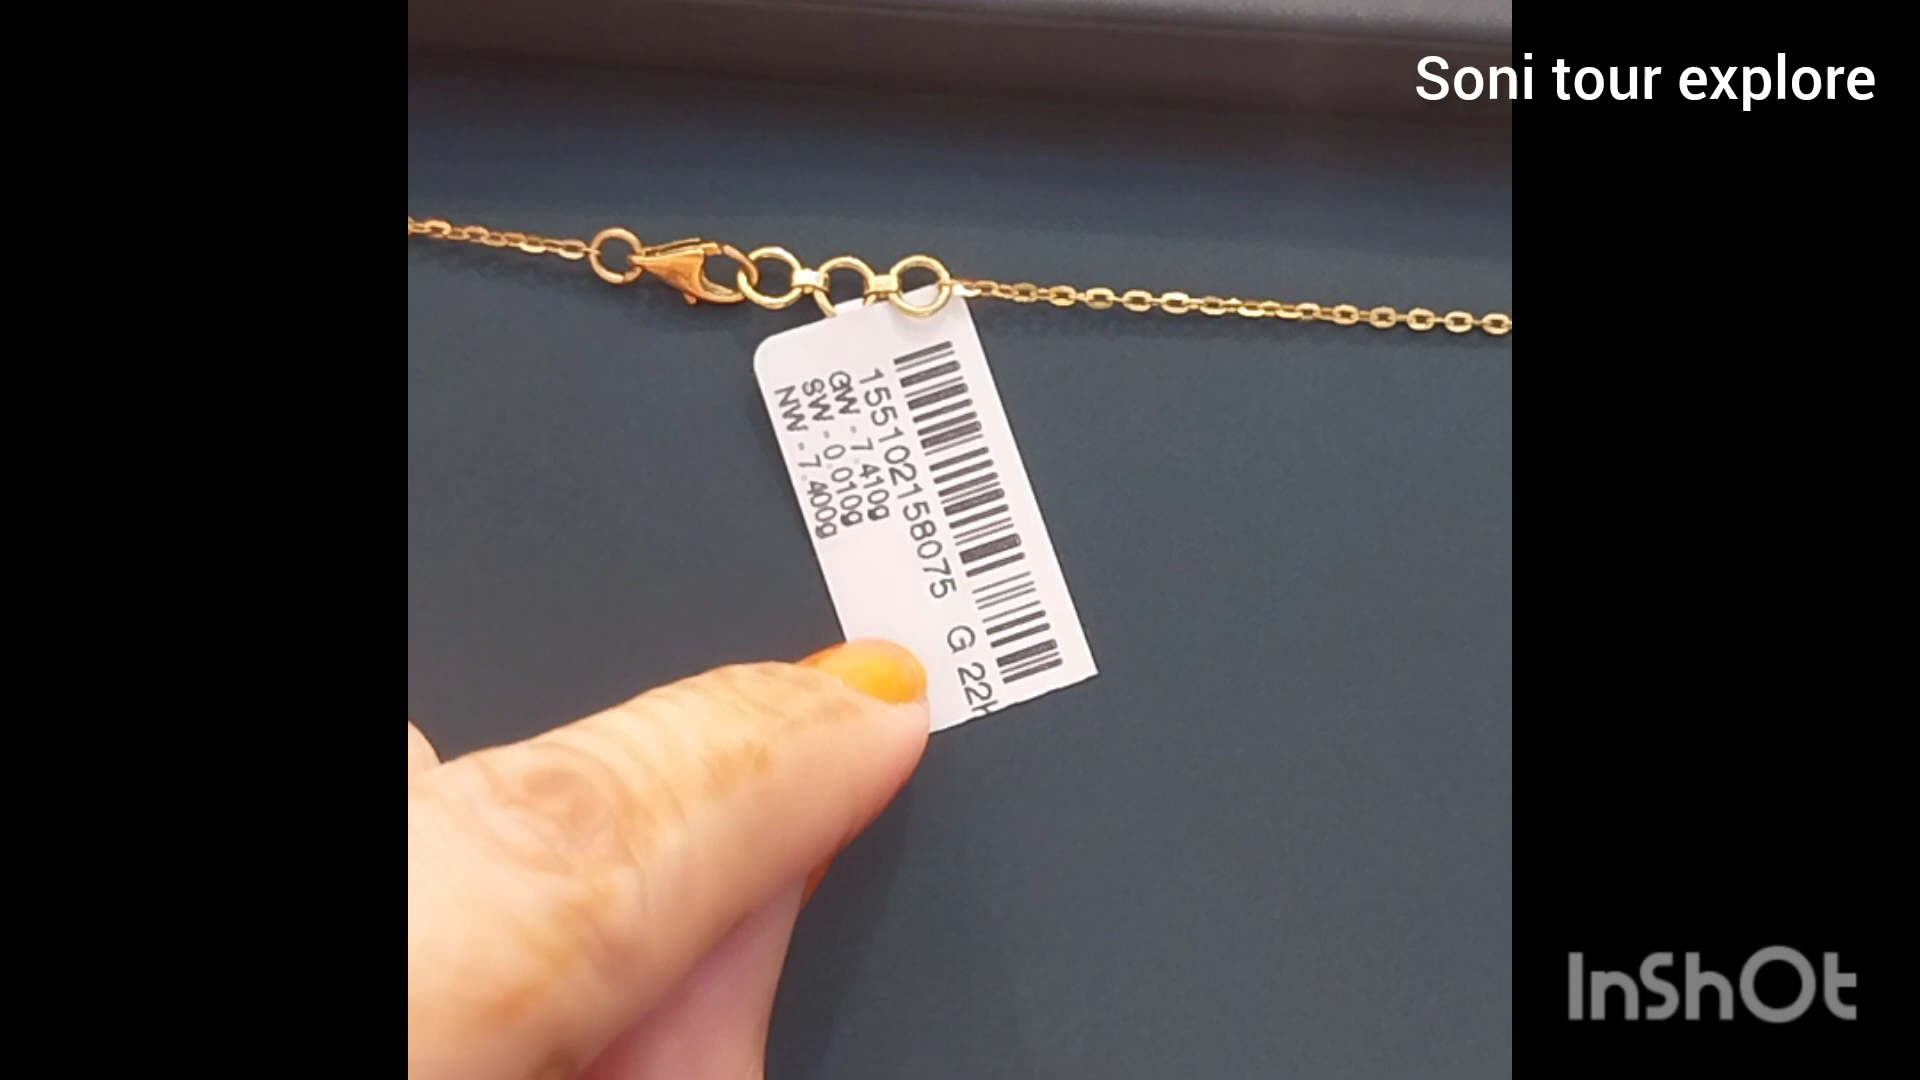 Soni tour explore
155102158075 G 22K
GW - 7.410g
SW - 0.010g
NW - 7.400g
InShOt